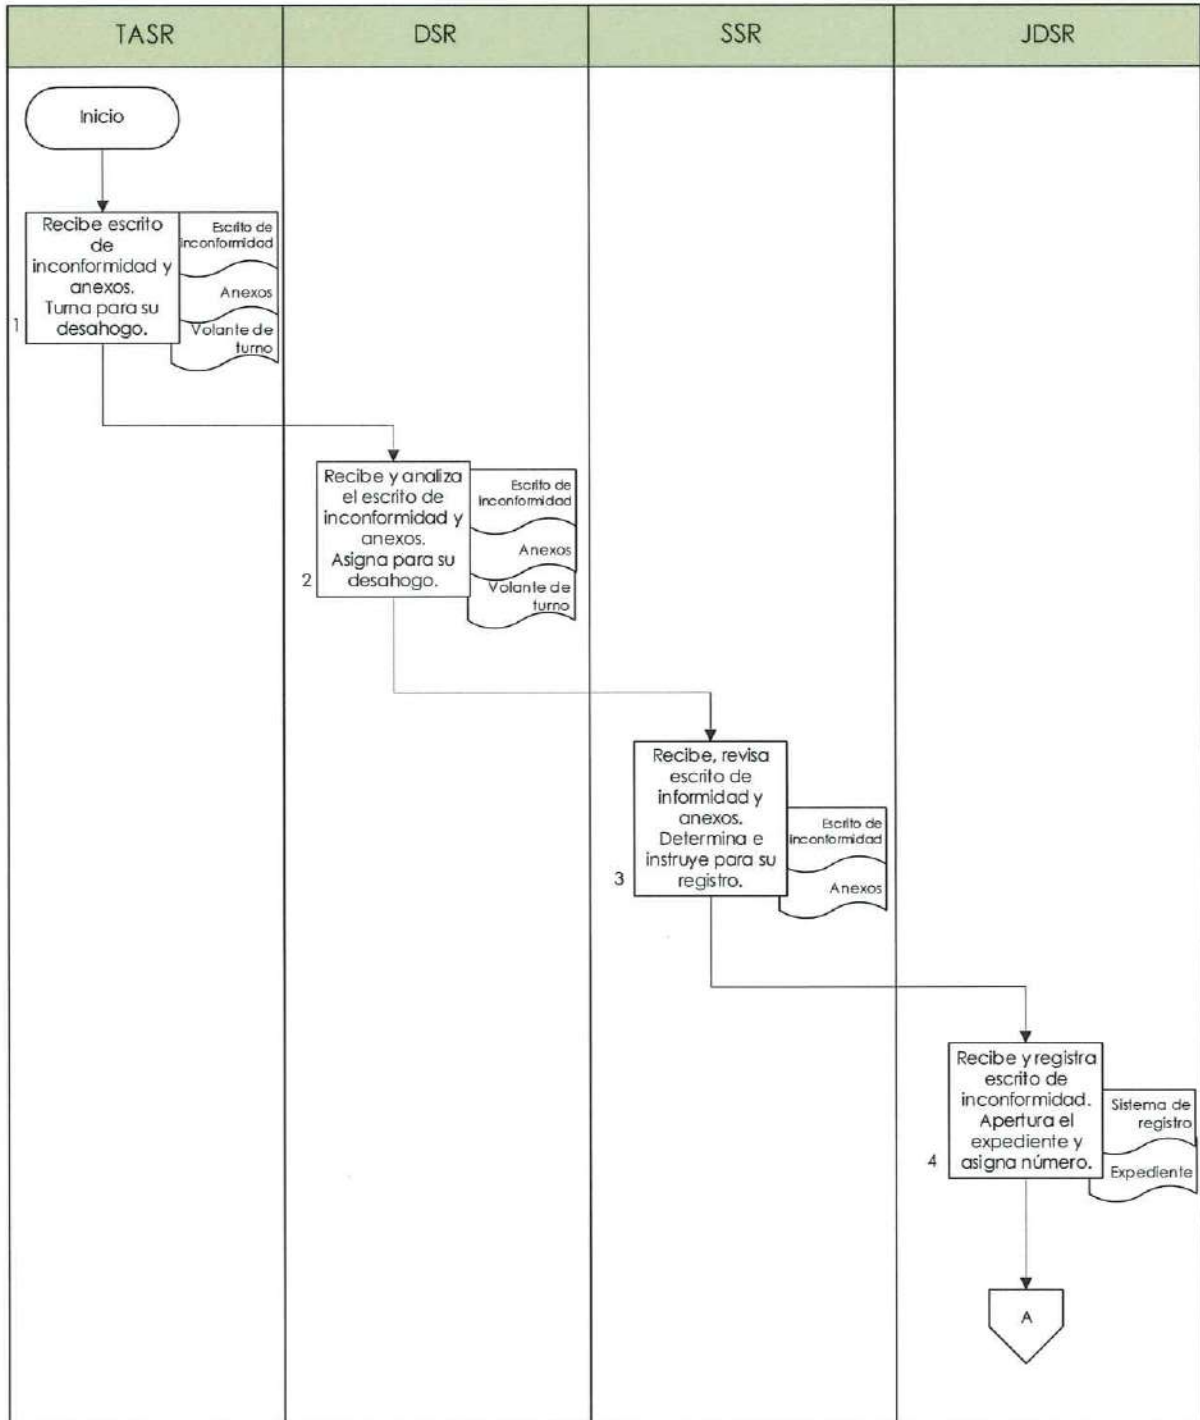 TASR
DSR
SSR
JDSR
Inicio
Recibe escrito
de
inconformidad y
anexos.
Turna para su
desahogo.
1
Escrito de
inconformidad
Anexos
Volante de
turno
Recibe y analiza
el escrito de
inconformidad y
anexos.
Asigna para su
desahogo.
2
Escrito de
inconformidad
Anexos
Volante de
turno
Recibe, revisa
escrito de
informidad y
anexos.
Determina e
instruye para su
registro.
3
Escrito de
inconformidad
Anexos
Recibe y registra
escrito de
inconformidad.
Apertura el
expediente y
asigna número.
4
Sistema de
registro
Expediente
A